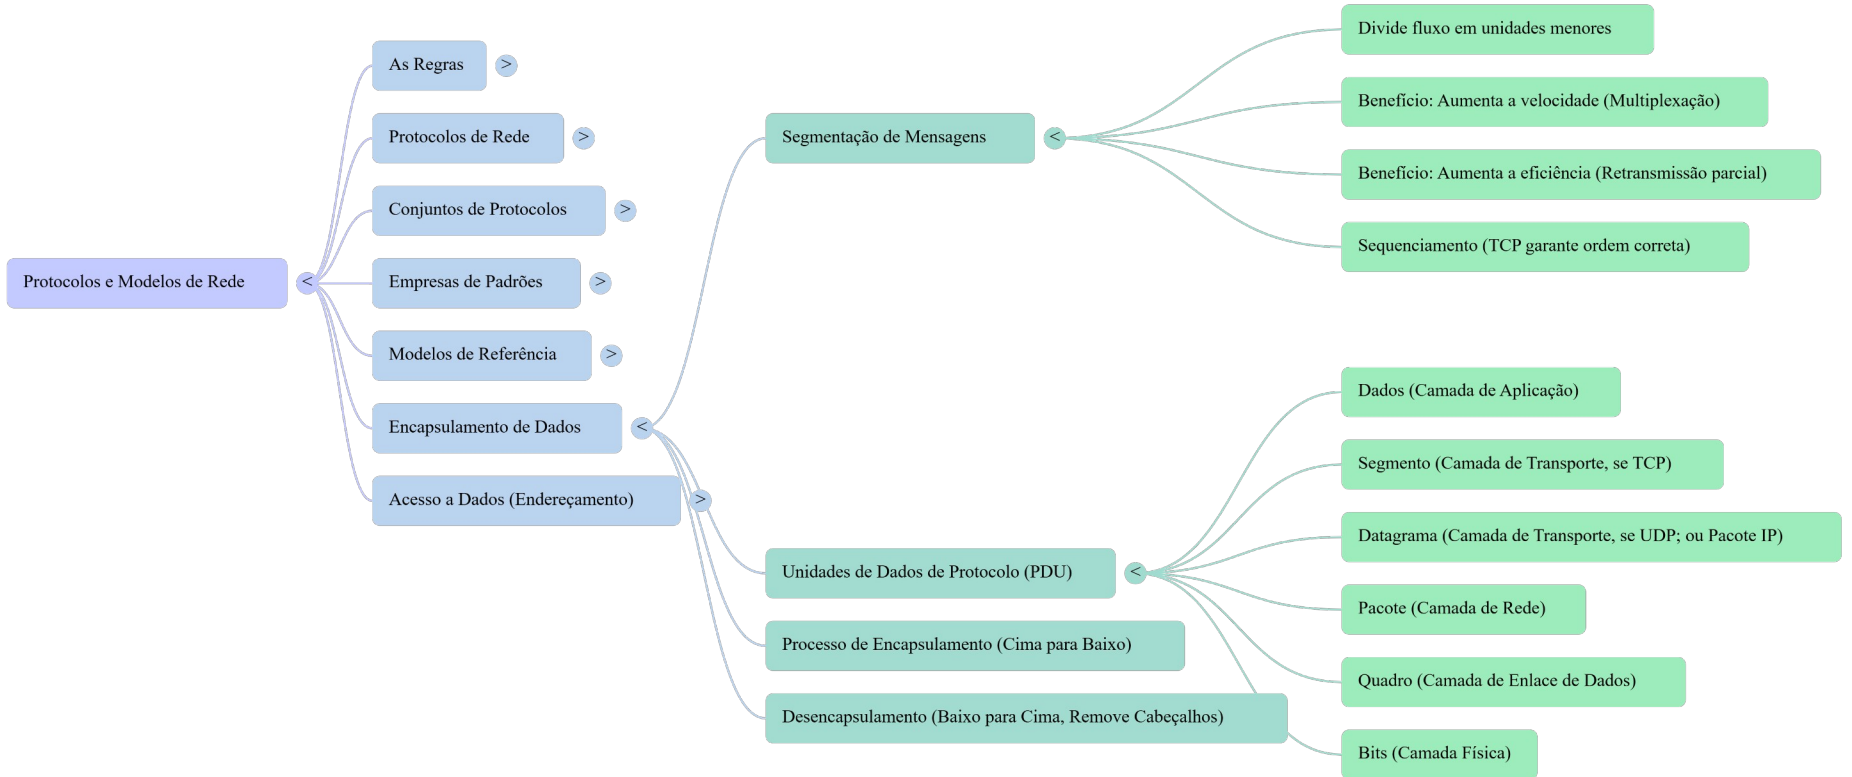 Protocolos e Modelos de Rede
<
As Regras
>
Protocolos de Rede
>
Conjuntos de Protocolos
>
Empresas de Padrões
>
Modelos de Referência
>
Encapsulamento de Dados
<
Acesso a Dados (Endereçamento)
>
Segmentação de Mensagens
<
Divide fluxo em unidades menores
Benefício: Aumenta a velocidade (Multiplexação)
Benefício: Aumenta a eficiência (Retransmissão parcial)
Sequenciamento (TCP garante ordem correta)
Unidades de Dados de Protocolo (PDU)
<
Dados (Camada de Aplicação)
Segmento (Camada de Transporte, se TCP)
Datagrama (Camada de Transporte, se UDP; ou Pacote IP)
Pacote (Camada de Rede)
Quadro (Camada de Enlace de Dados)
Bits (Camada Física)
Processo de Encapsulamento (Cima para Baixo)
Desencapsulamento (Baixo para Cima, Remove Cabeçalhos)